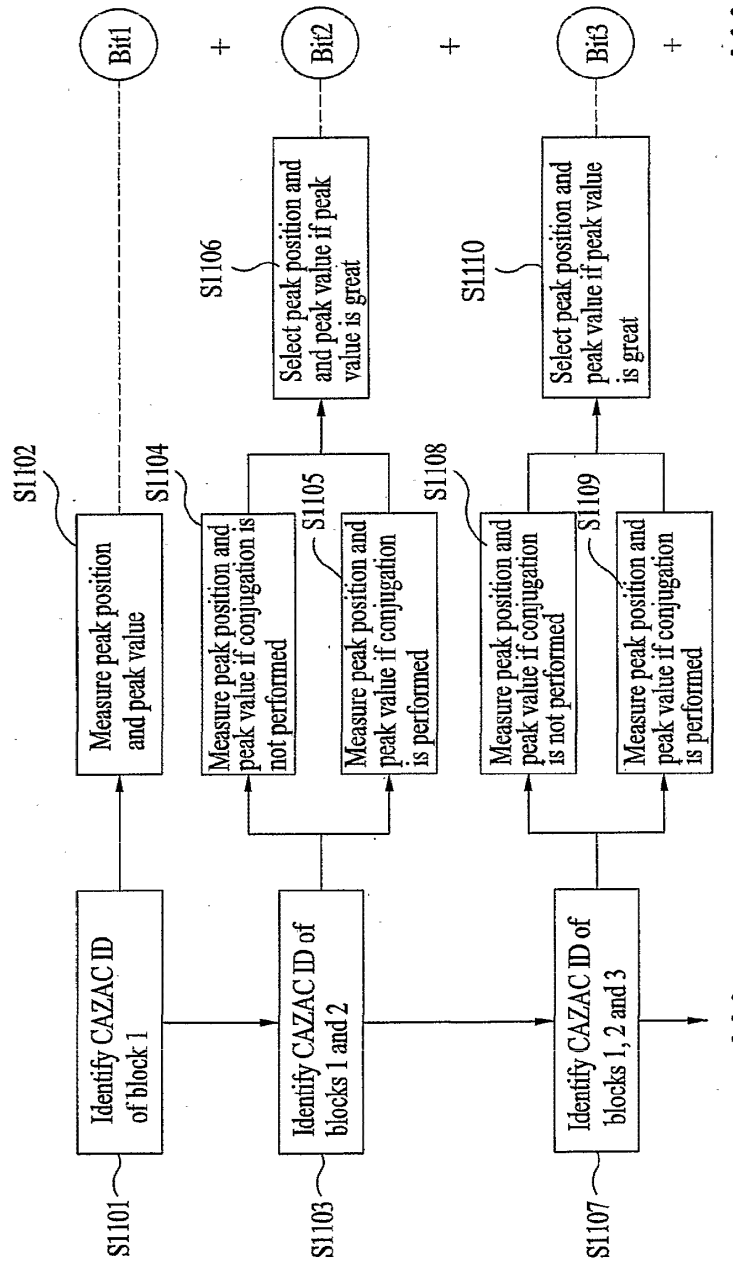 S1101
Identify CAZAC ID
of block 1
S1102
Measure peak position
and peak value
Bit1
+
S1103
Identify CAZAC ID of
blocks 1 and 2
S1104
Measure peak position and
peak value if conjugation is
not performed
S1105
Measure peak position and
peak value if conjugation
is performed
S1106
Select peak position and
and peak value if peak
value is great
Bit2
+
S1107
Identify CAZAC ID of
blocks 1, 2 and 3
S1108
Measure peak position and
peak value if conjugation
is not performed
S1109
Measure peak position and
peak value if conjugation
is performed
S1110
Select peak position and
peak value if peak value
is great
Bit3
+